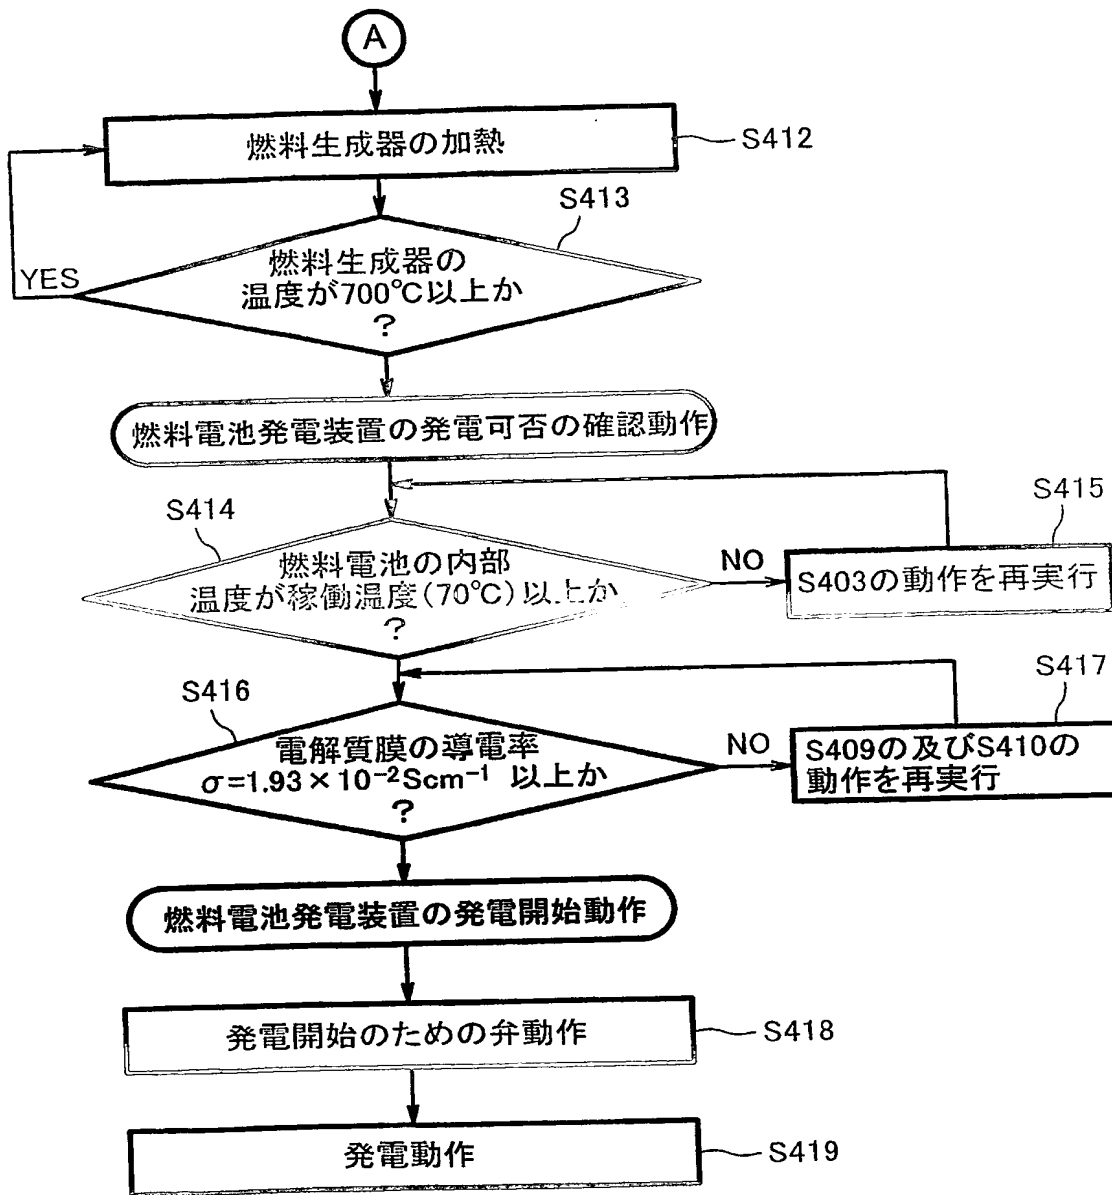 A
燃料生成器の加熱
S412
S413
燃料生成器の
温度が700℃以上か
?
YES
燃料電池発電装置の発電可否の確認動作
S414
S415
燃料電池の内部
温度が稼働温度(70℃)以上か
?
NO
S403の動作を再実行
S416
S417
電解質膜の導電率
σ=1.93×10⁻²Scm⁻¹ 以上か
?
NO
S409の及びS410の
動作を再実行
燃料電池発電装置の発電開始動作
発電開始のための弁動作
S418
発電動作
S419